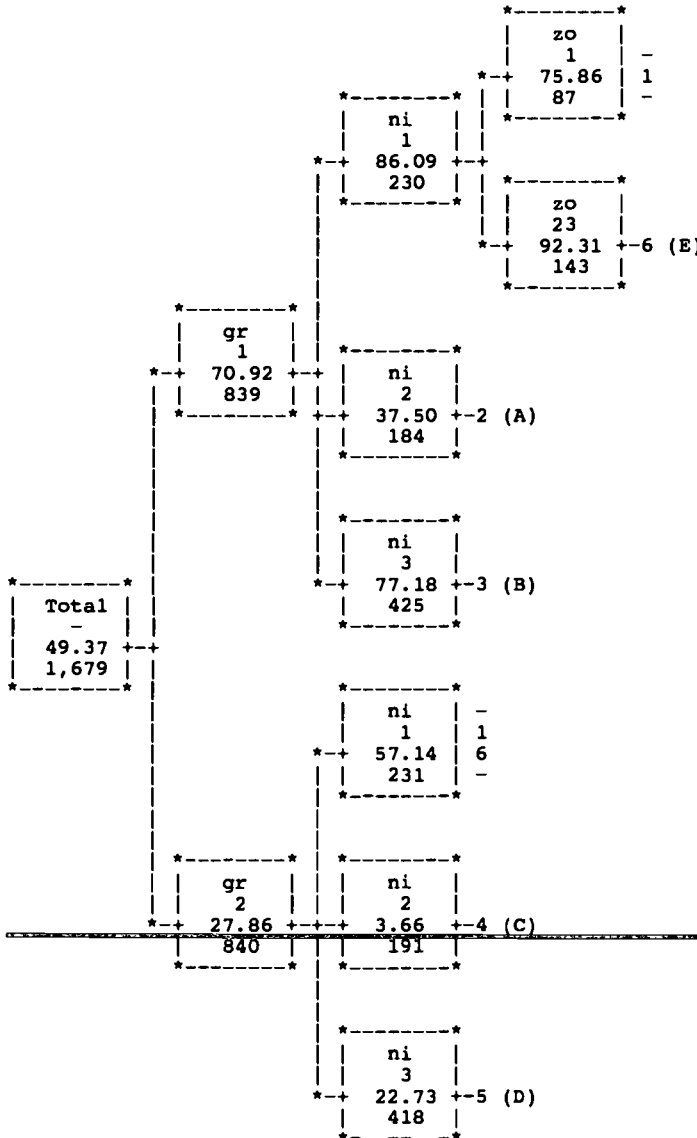 zo
1
75.86
87
-
1
-
ni
1
86.09
230
zo
23
92.31
143
6 (E)
gr
1
70.92
839
ni
2
37.50
184
2 (A)
ni
3
77.18
425
3 (B)
Total
-
49.37
1,679
ni
1
57.14
231
-
1
6
-
gr
2
27.86
840
ni
2
3.66
191
4 (C)
ni
3
22.73
418
5 (D)